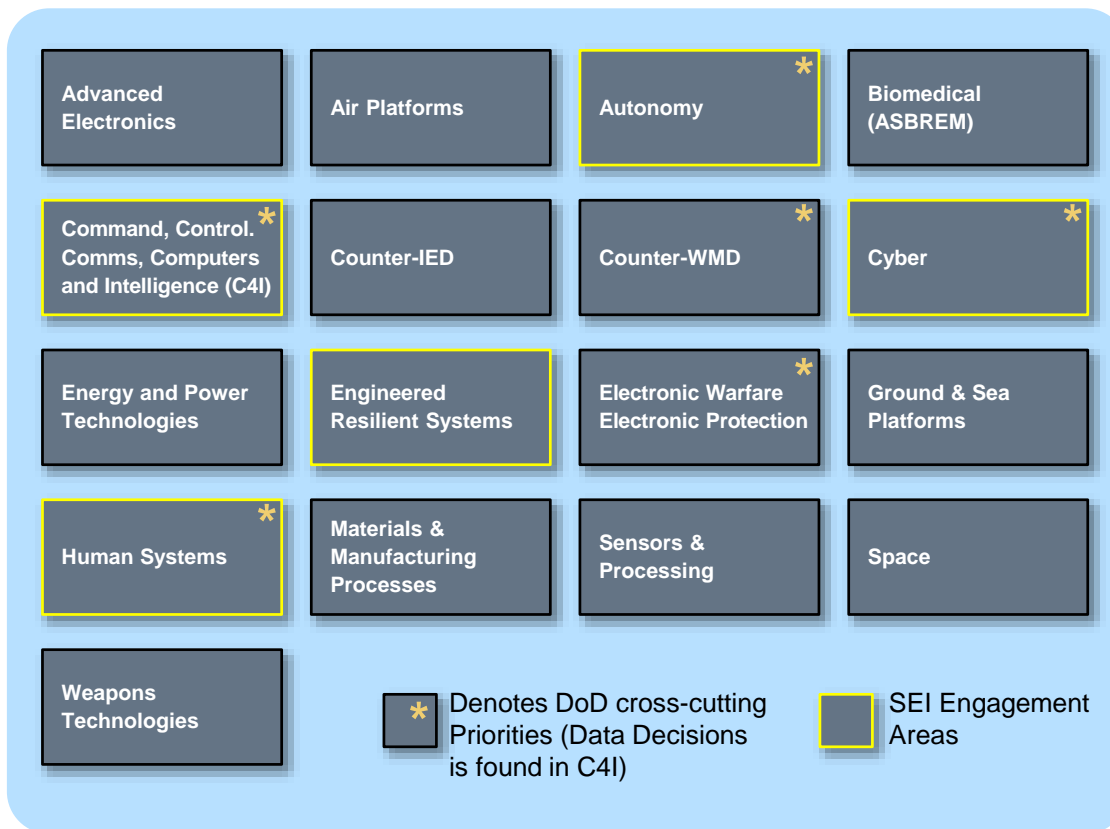 *
Advanced
Electronics
Air Platforms
Autonomy
Biomedical
(ASBREM)
*
*
*
Command, Control.
Comms, Computers
and Intelligence (C4I)
Counter-IED
Counter-WMD
Cyber
*
Energy and Power
Technologies
Engineered
Resilient Systems
Electronic Warfare
Electronic Protection
Ground & Sea
Platforms
*
Human Systems
Materials &
Manufacturing
Processes
Sensors &
Processing
Space
Weapons
Technologies
*
Denotes DoD cross-cutting
Priorities (Data Decisions
is found in C4I)
SEI Engagement
Areas